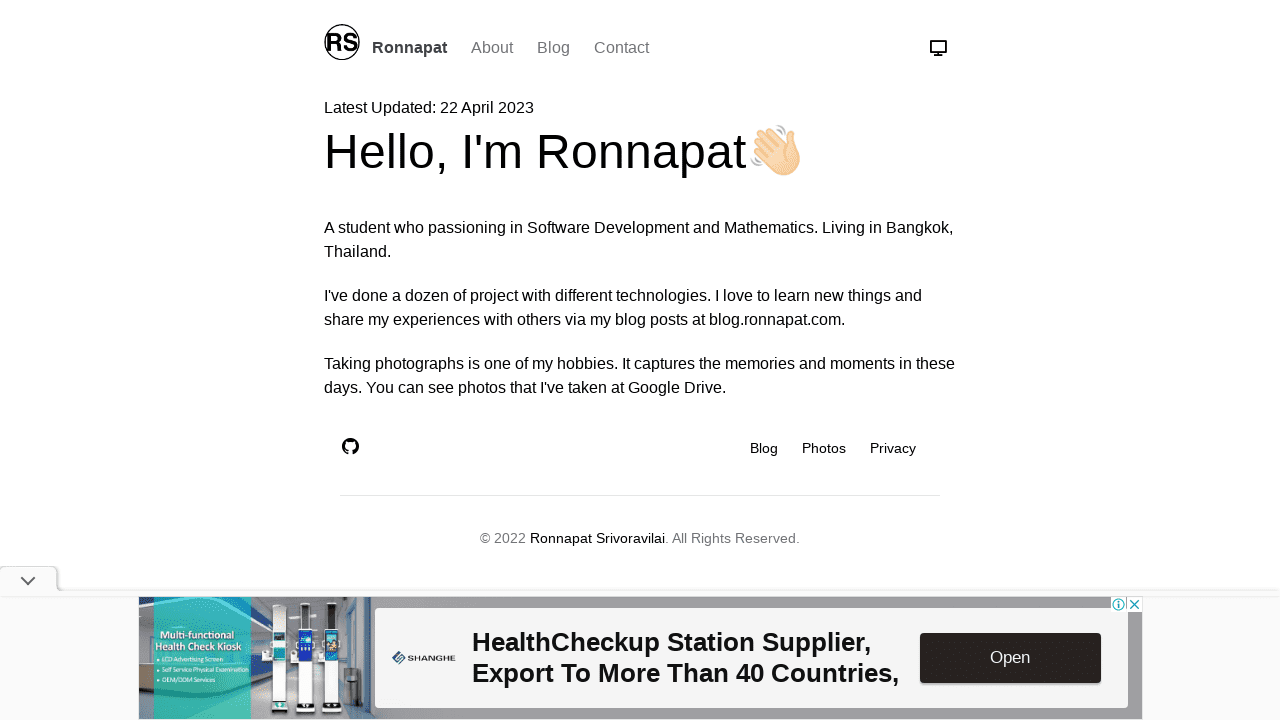 RS
Ronnapat
About
Blog
Contact
Latest Updated: 22 April 2023
Hello, I'm Ronnapat
A student who passioning in Software Development and Mathematics. Living in Bangkok,
Thailand.
I've done a dozen of project with different technologies. I love to learn new things and
share my experiences with others via my blog posts at blog.ronnapat.com.
Taking photographs is one of my hobbies. It captures the memories and moments in these
days. You can see photos that I've taken at Google Drive.
Blog
Photos
Privacy
© 2022 Ronnapat Srivoravilai. All Rights Reserved.
Multi-functional
Health Check Kiosk
• LCD Advertising Screen
• Self Service Physical Examination
• OEM/ODM Services
SHANGHE
HealthCheckup Station Supplier,
Export To More Than 40 Countries,
Open